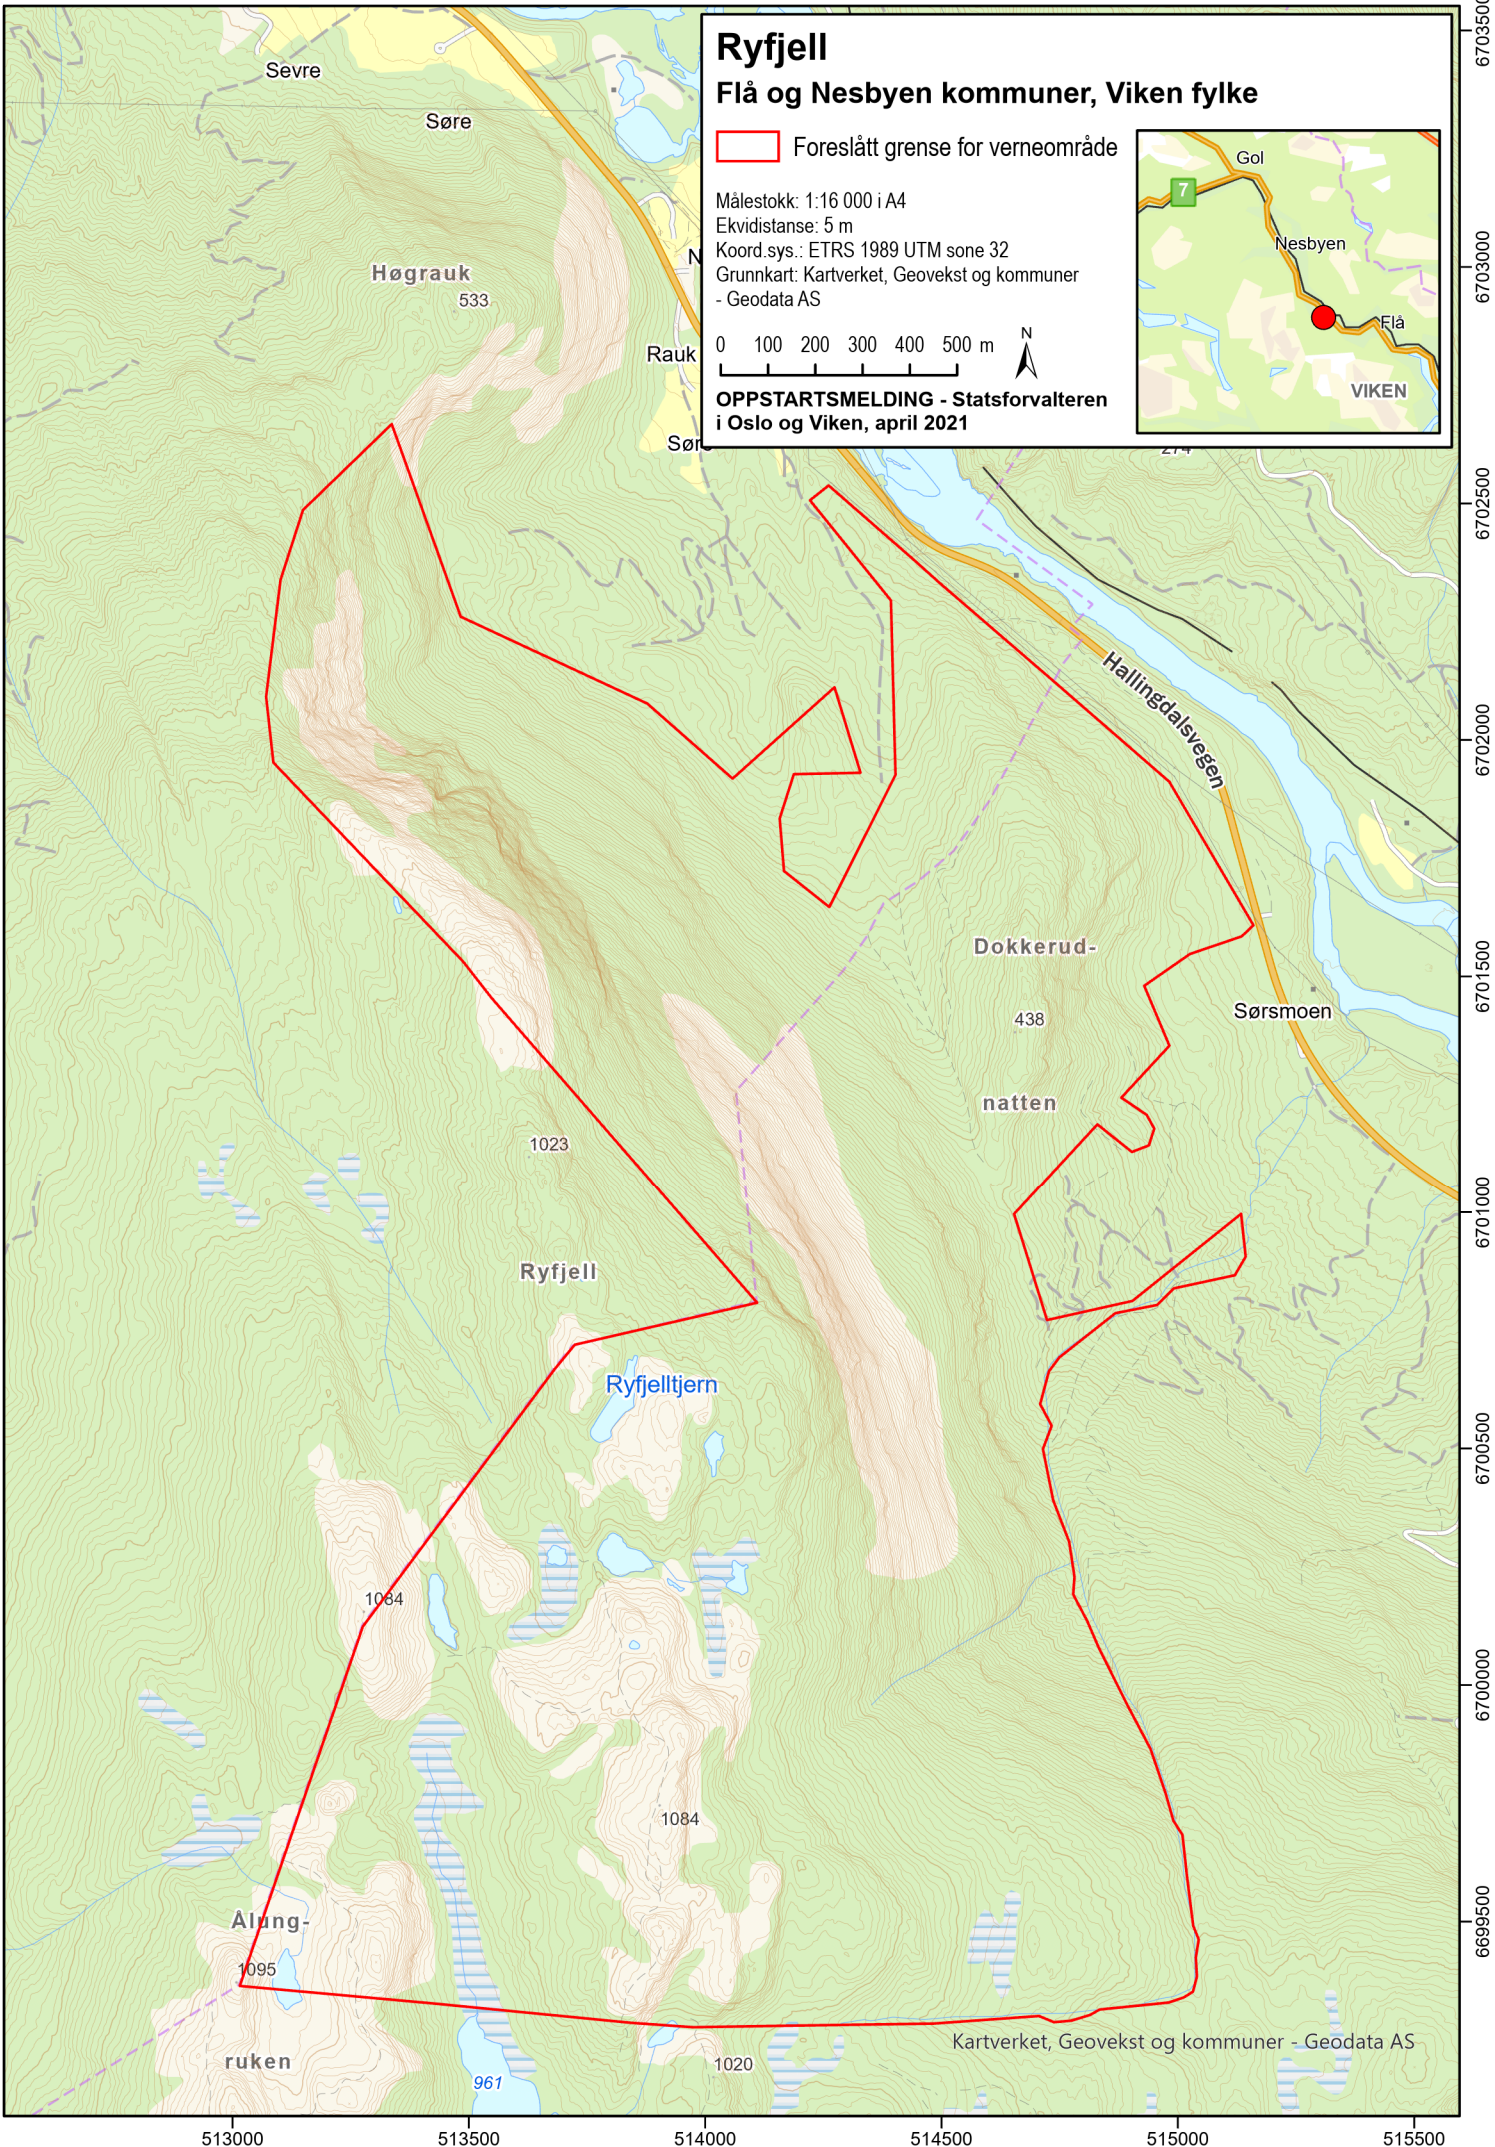 Ryfjell
Flå og Nesbyen kommuner, Viken fylke
Foreslått grense for verneområde
Målestokk: 1:16 000 i A4
Ekvidistanse: 5 m
Koord.sys.: ETRS 1989 UTM sone 32
Grunnkart: Kartverket, Geovekst og kommuner
- Geodata AS
0 100 200 300 400 500 m
N
OPPSTARTSMELDING - Statsforvalteren
i Oslo og Viken, april 2021
Gol
7
Nesbyen
Flå
VIKEN
Sevre
Søre
Høgrauk
533
N
Rauk
Søre
274
Hallingdalsvegen
Dokkerud-
438
natten
Sørsmoen
1023
Ryfjell
Ryfjelltjern
1084
1084
Ålung-
1095
ruken
961
1020
Kartverket, Geovekst og kommuner - Geodata AS
6703500
6703000
6702500
6702000
6701500
6701000
6700500
6700000
6699500
513000
513500
514000
514500
515000
515500